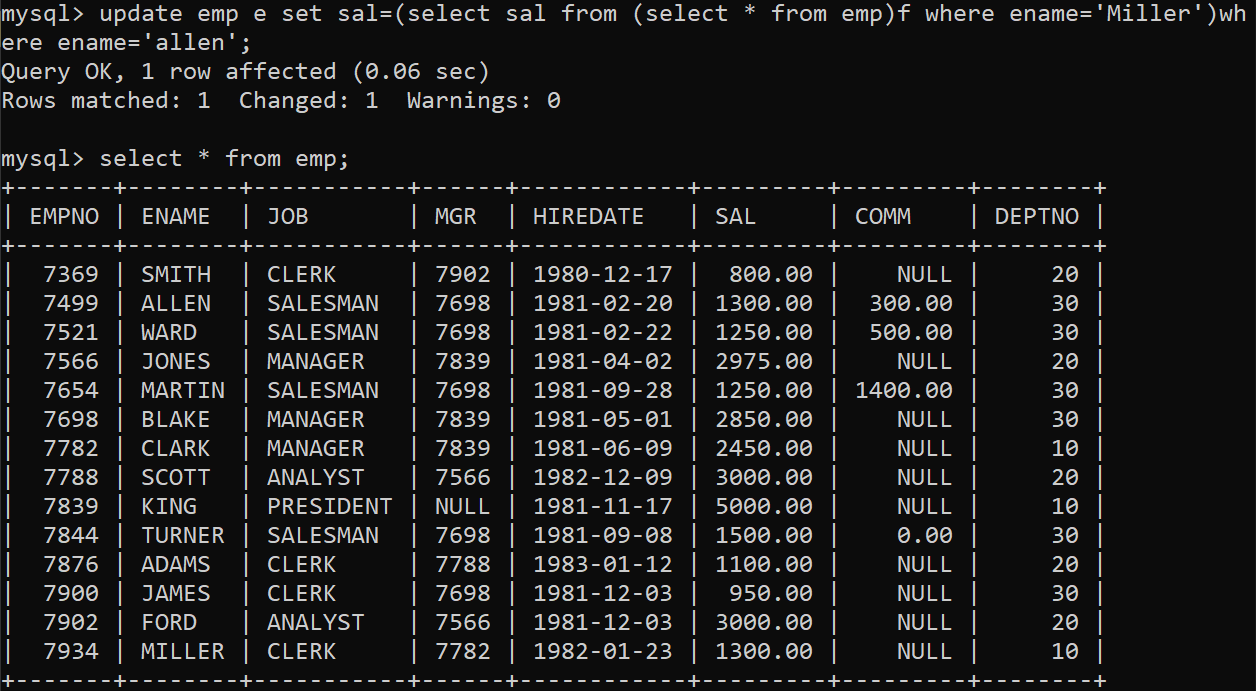 mysql> update emp e set sal=(select sal from (select * from emp)f where ename='Miller')wh
ere ename='allen';
Query OK, 1 row affected (0.06 sec)
Rows matched: 1  Changed: 1  Warnings: 0
mysql> select * from emp;
+-------+--------+-----------+------+------------+---------+---------+--------+
| EMPNO | ENAME  | JOB       | MGR  | HIREDATE   | SAL     | COMM    | DEPTNO |
+-------+--------+-----------+------+------------+---------+---------+--------+
|  7369 | SMITH  | CLERK     | 7902 | 1980-12-17 |  800.00 |    NULL |     20 |
|  7499 | ALLEN  | SALESMAN  | 7698 | 1981-02-20 | 1300.00 |  300.00 |     30 |
|  7521 | WARD   | SALESMAN  | 7698 | 1981-02-22 | 1250.00 |  500.00 |     30 |
|  7566 | JONES  | MANAGER   | 7839 | 1981-04-02 | 2975.00 |    NULL |     20 |
|  7654 | MARTIN | SALESMAN  | 7698 | 1981-09-28 | 1250.00 | 1400.00 |     30 |
|  7698 | BLAKE  | MANAGER   | 7839 | 1981-05-01 | 2850.00 |    NULL |     30 |
|  7782 | CLARK  | MANAGER   | 7839 | 1981-06-09 | 2450.00 |    NULL |     10 |
|  7788 | SCOTT  | ANALYST   | 7566 | 1982-12-09 | 3000.00 |    NULL |     20 |
|  7839 | KING   | PRESIDENT | NULL | 1981-11-17 | 5000.00 |    NULL |     10 |
|  7844 | TURNER | SALESMAN  | 7698 | 1981-09-08 | 1500.00 |    0.00 |     30 |
|  7876 | ADAMS  | CLERK     | 7788 | 1983-01-12 | 1100.00 |    NULL |     20 |
|  7900 | JAMES  | CLERK     | 7698 | 1981-12-03 |  950.00 |    NULL |     30 |
|  7902 | FORD   | ANALYST   | 7566 | 1981-12-03 | 3000.00 |    NULL |     20 |
|  7934 | MILLER | CLERK     | 7782 | 1982-01-23 | 1300.00 |    NULL |     10 |
+-------+--------+-----------+------+------------+---------+---------+--------+